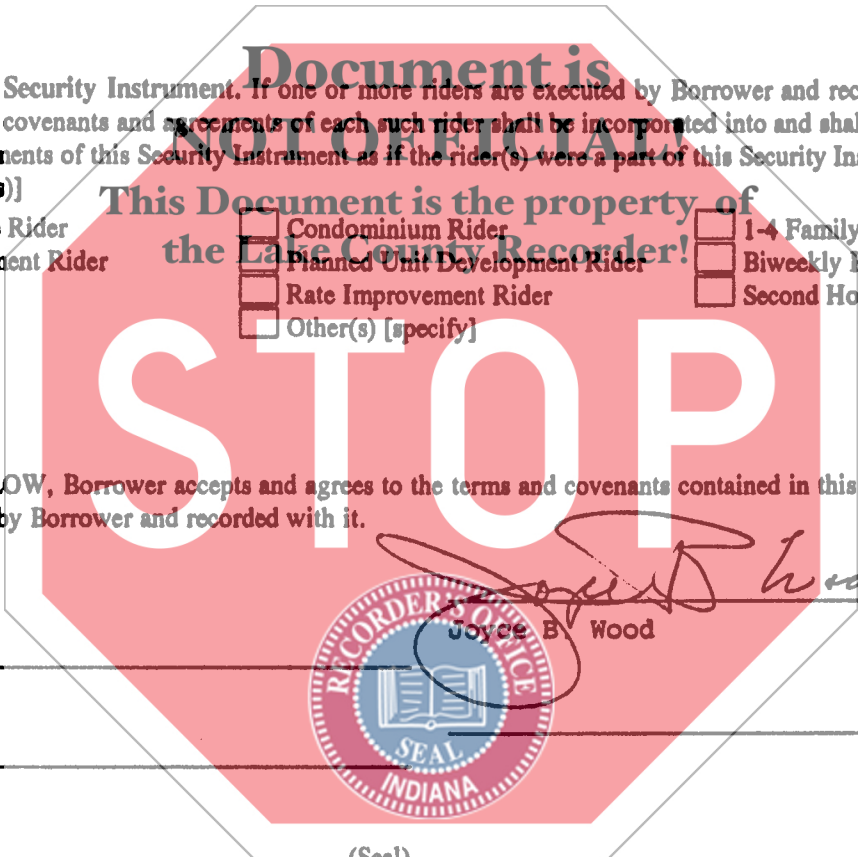 Document is
Security Instrument. If one or more riders are executed by Borrower and rec
covenants and agreements of each such rider shall be incorporated into and shal
NOT OFFICIAL!
nents of this Security Instrument as if the rider(s) were a part of this Security Ins
)]
This Document is the property of
Rider Condominium Rider 1-4 Family
the Lake County Recorder!
ent Rider Planned Unit Development Rider Biweekly
Rate Improvement Rider Second Ho
Other(s) [specify]
STOP
OW, Borrower accepts and agrees to the terms and covenants contained in this
by Borrower and recorded with it.
Joyce B Wood
RECORDER'S OFFICE
Joyce B Wood
SEAL
INDIANA
(Seal)